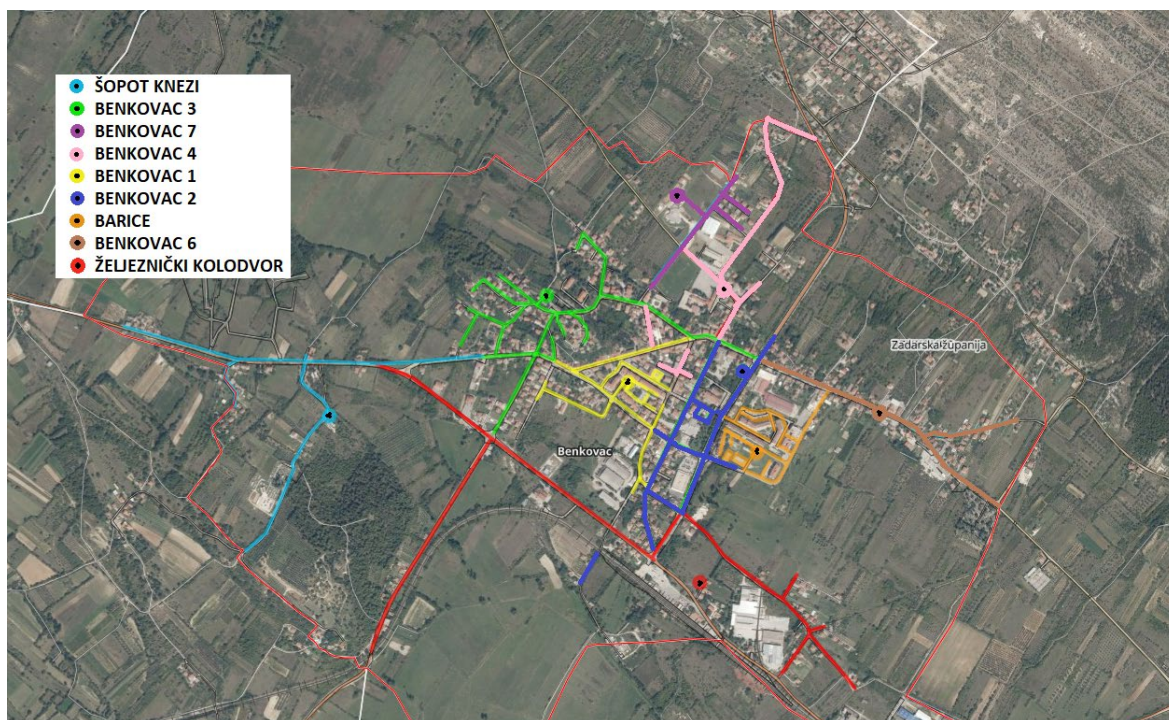 ŠOPOT KNEZI
BENKOVAC 3
BENKOVAC 7
BENKOVAC 4
BENKOVAC 1
BENKOVAC 2
BARICE
BENKOVAC 6
ŽELJEZNIČKI KOLODVOR
Zadarska županija
Benkovac